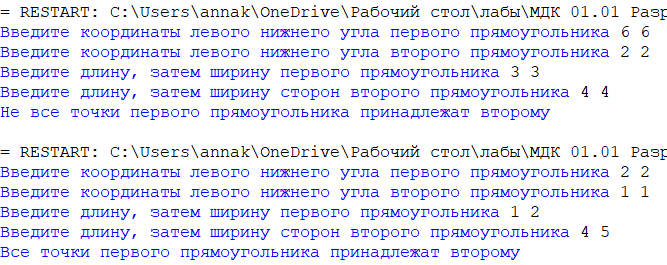 = RESTART: C:\Users\annak\OneDrive\Рабочий стол\лабы\МДК 01.01 Разр
Введите координаты левого нижнего угла первого прямоугольника 6 6
Введите координаты левого нижнего угла второго прямоугольника 2 2
Введите длину, затем ширину первого прямоугольника 3 3
Введите длину, затем ширину сторон второго прямоугольника 4 4
Не все точки первого прямоугольника принадлежат второму
= RESTART: C:\Users\annak\OneDrive\Рабочий стол\лабы\МДК 01.01 Разр
Введите координаты левого нижнего угла первого прямоугольника 2 2
Введите координаты левого нижнего угла второго прямоугольника 1 1
Введите длину, затем ширину первого прямоугольника 1 2
Введите длину, затем ширину сторон второго прямоугольника 4 5
Все точки первого прямоугольника принадлежат второму